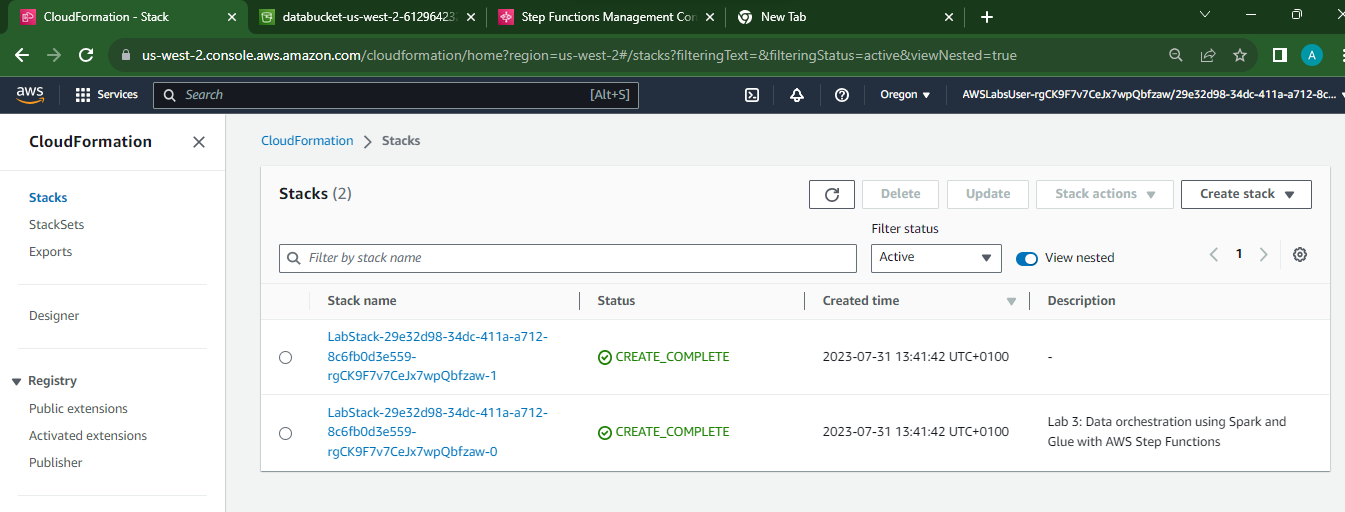 CloudFormation - Stack
databucket-us-west-2-6129642
Step Functions Management Con
New Tab
us-west-2.console.aws.amazon.com/cloudformation/home?region=us-west-2#/stacks?filteringText=&filteringStatus=active&viewNested=true
A
aws
Services
Search
[Alt+S]
Oregon
AWSLabsUser-rgCK9F7v7CeJx7wpQbfzaw/29e32d98-34dc-411a-a712-8c...
CloudFormation
Stacks
StackSets
Exports
Designer
Registry
Public extensions
Activated extensions
Publisher
CloudFormation > Stacks
Stacks (2)
Delete
Update
Stack actions
Create stack
Filter status
Filter by stack name
Active
View nested
1
Stack name Status Created time Description
LabStack-29e32d98-34dc-411a-a712-
8c6fb0d3e559-
rgCK9F7v7CeJx7wpQbfzaw-1
CREATE_COMPLETE
2023-07-31 13:41:42 UTC+0100
-
LabStack-29e32d98-34dc-411a-a712-
8c6fb0d3e559-
rgCK9F7v7CeJx7wpQbfzaw-0
CREATE_COMPLETE
2023-07-31 13:41:42 UTC+0100
Lab 3: Data orchestration using Spark and
Glue with AWS Step Functions